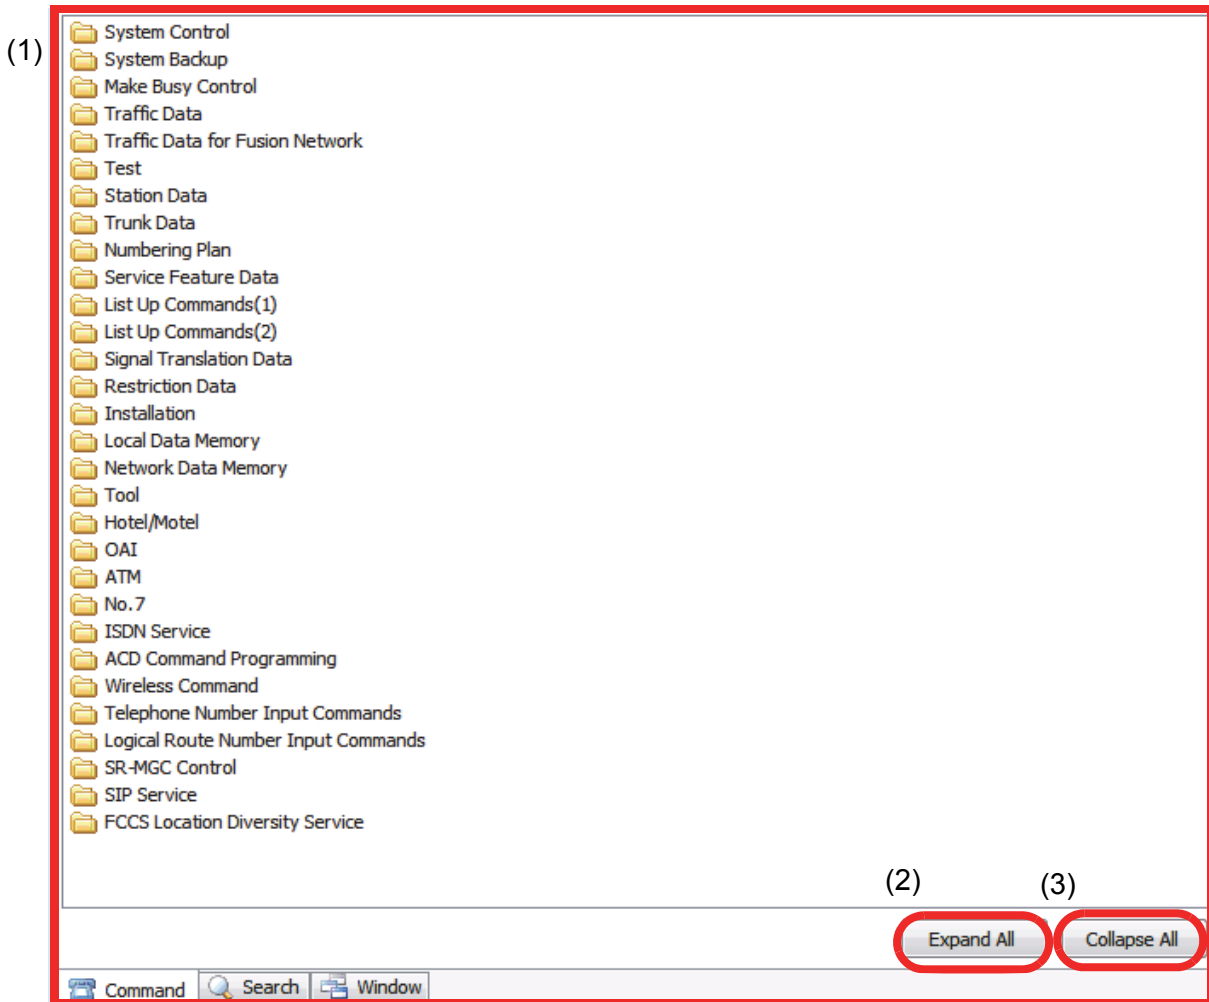 (1)
System Control
System Backup
Make Busy Control
Traffic Data
Traffic Data for Fusion Network
Test
Station Data
Trunk Data
Numbering Plan
Service Feature Data
List Up Commands(1)
List Up Commands(2)
Signal Translation Data
Restriction Data
Installation
Local Data Memory
Network Data Memory
Tool
Hotel/Motel
OAI
ATM
No.7
ISDN Service
ACD Command Programming
Wireless Command
Telephone Number Input Commands
Logical Route Number Input Commands
SR-MGC Control
SIP Service
FCCS Location Diversity Service
(2) (3)
Expand All Collapse All
Command Search Window